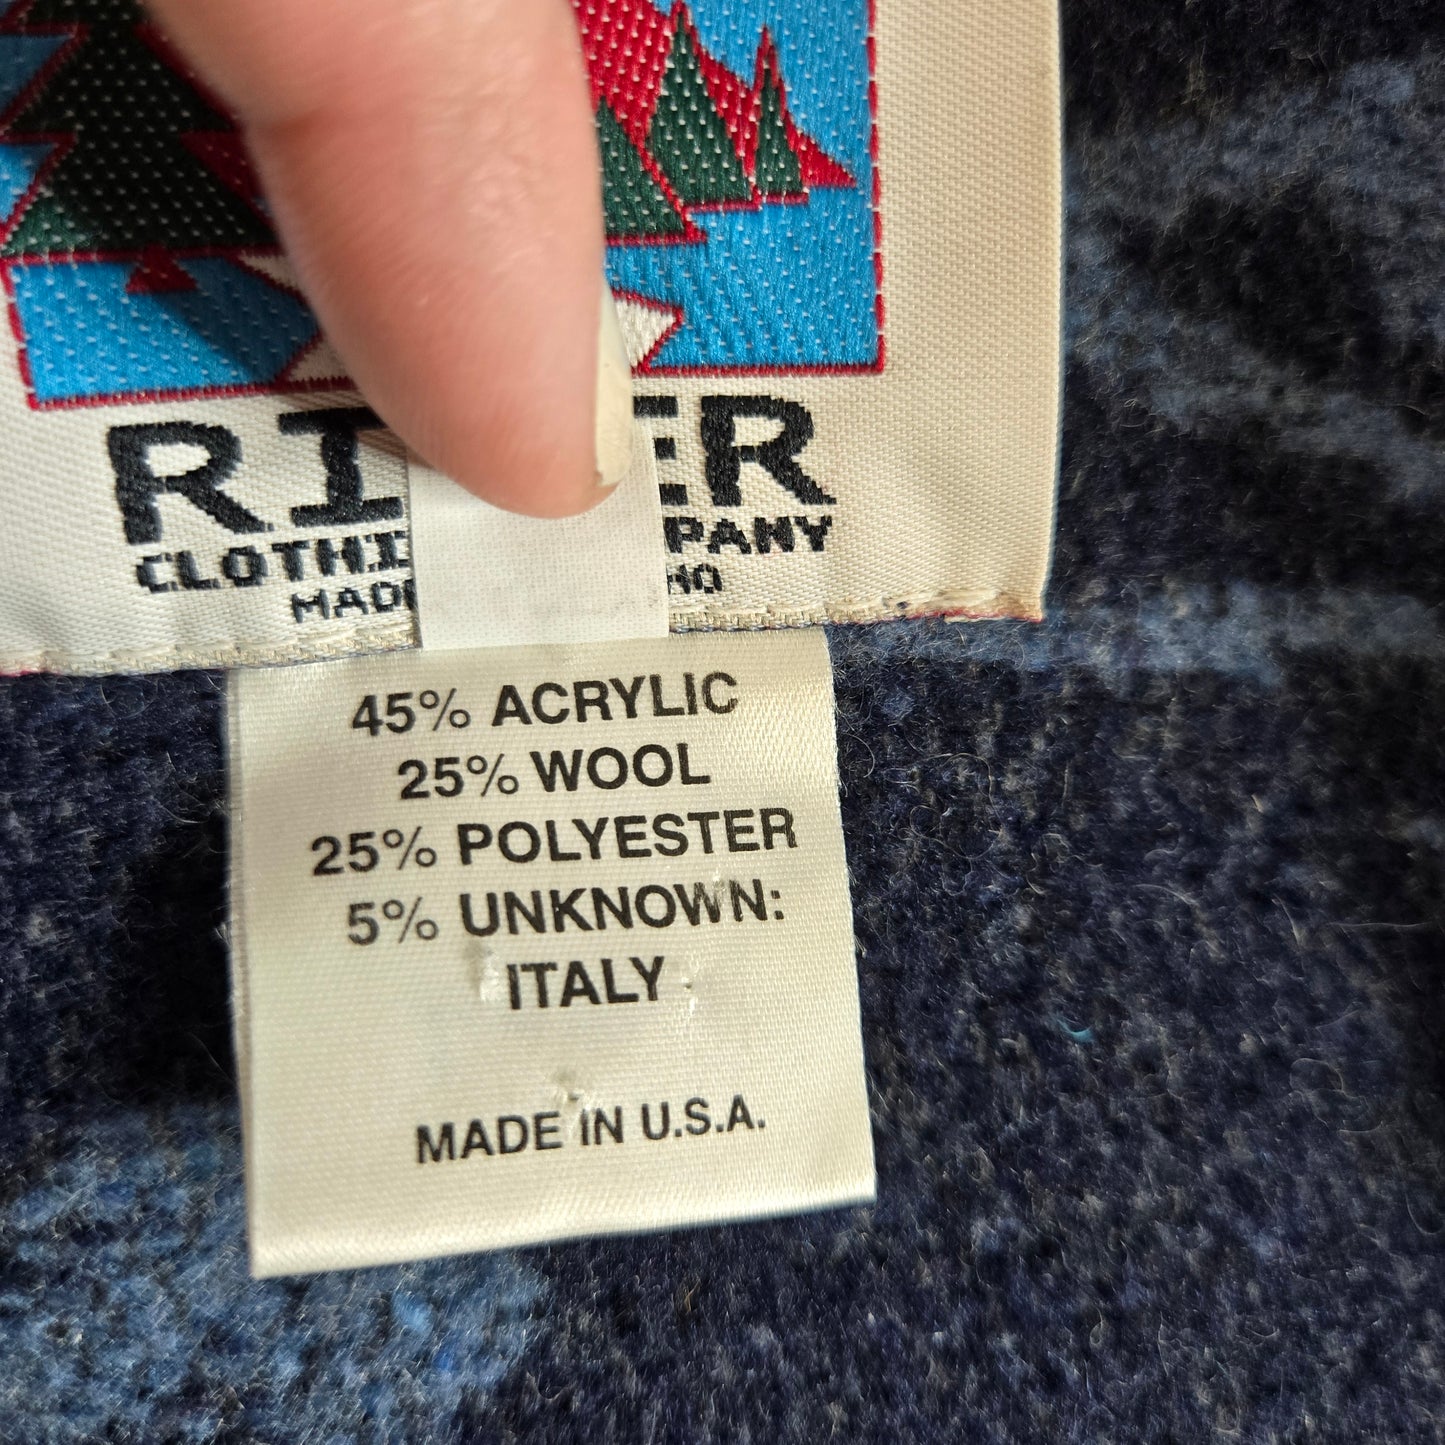 RI ER
CLOTHI PANY
MAD HO
45% ACRYLIC
25% WOOL
25% POLYESTER
5% UNKNOWN:
ITALY
MADE IN U.S.A.